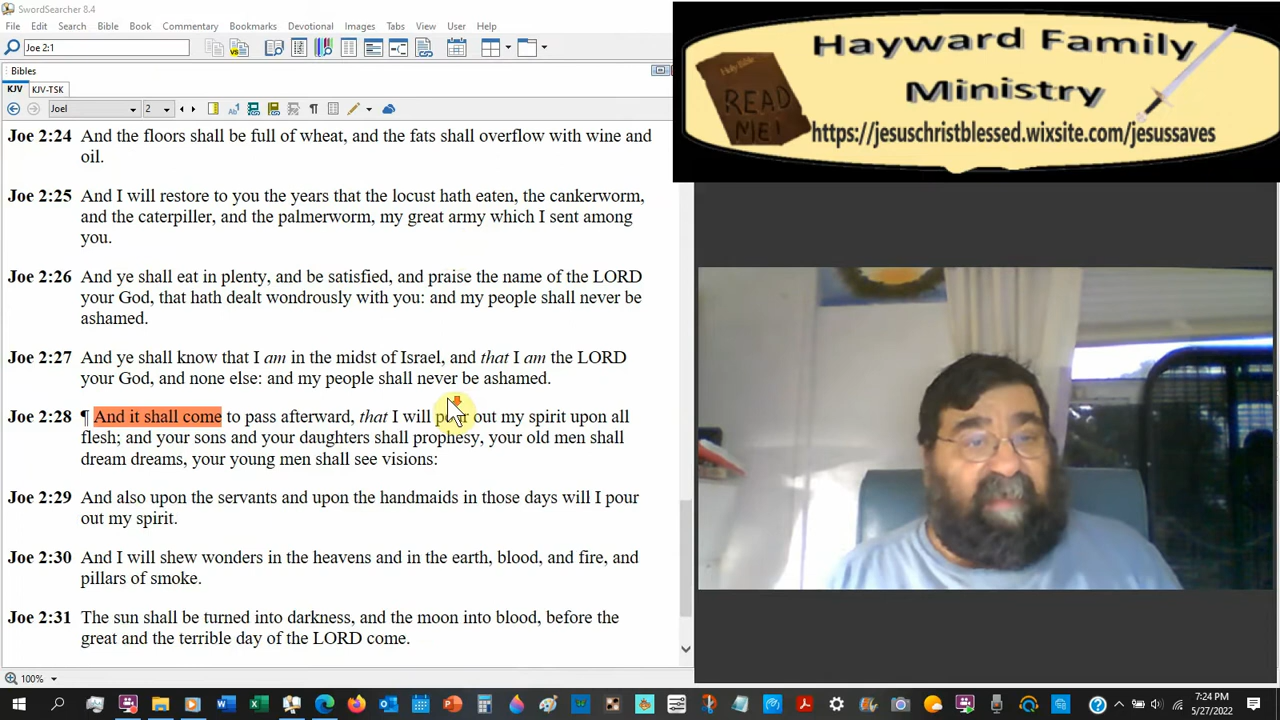 SwordSearcher 8.4
File Edit Search Bible Book Commentary Bookmarks Devotional Images Tabs View User Help
Joe 2:1
Bibles
KJV KJV-TSK
Joel 2
Joe 2:24 And the floors shall be full of wheat, and the fats shall overflow with wine and
oil.
Joe 2:25 And I will restore to you the years that the locust hath eaten, the cankerworm,
and the caterpiller, and the palmerworm, my great army which I sent among
you.
Joe 2:26 And ye shall eat in plenty, and be satisfied, and praise the name of the LORD
your God, that hath dealt wondrously with you: and my people shall never be
ashamed.
Joe 2:27 And ye shall know that I am in the midst of Israel, and that I am the LORD
your God, and none else: and my people shall never be ashamed.
Joe 2:28 ¶ And it shall come to pass afterward, that I will pour out my spirit upon all
flesh; and your sons and your daughters shall prophesy, your old men shall
dream dreams, your young men shall see visions:
Joe 2:29 And also upon the servants and upon the handmaids in those days will I pour
out my spirit.
Joe 2:30 And I will shew wonders in the heavens and in the earth, blood, and fire, and
pillars of smoke.
Joe 2:31 The sun shall be turned into darkness, and the moon into blood, before the
great and the terrible day of the LORD come.
100%
Hayward Family
Ministry
https://jesuschristblessed.wixsite.com/jesussaves
Holy Bible
READ
ME!
7:24 PM
5/27/2022